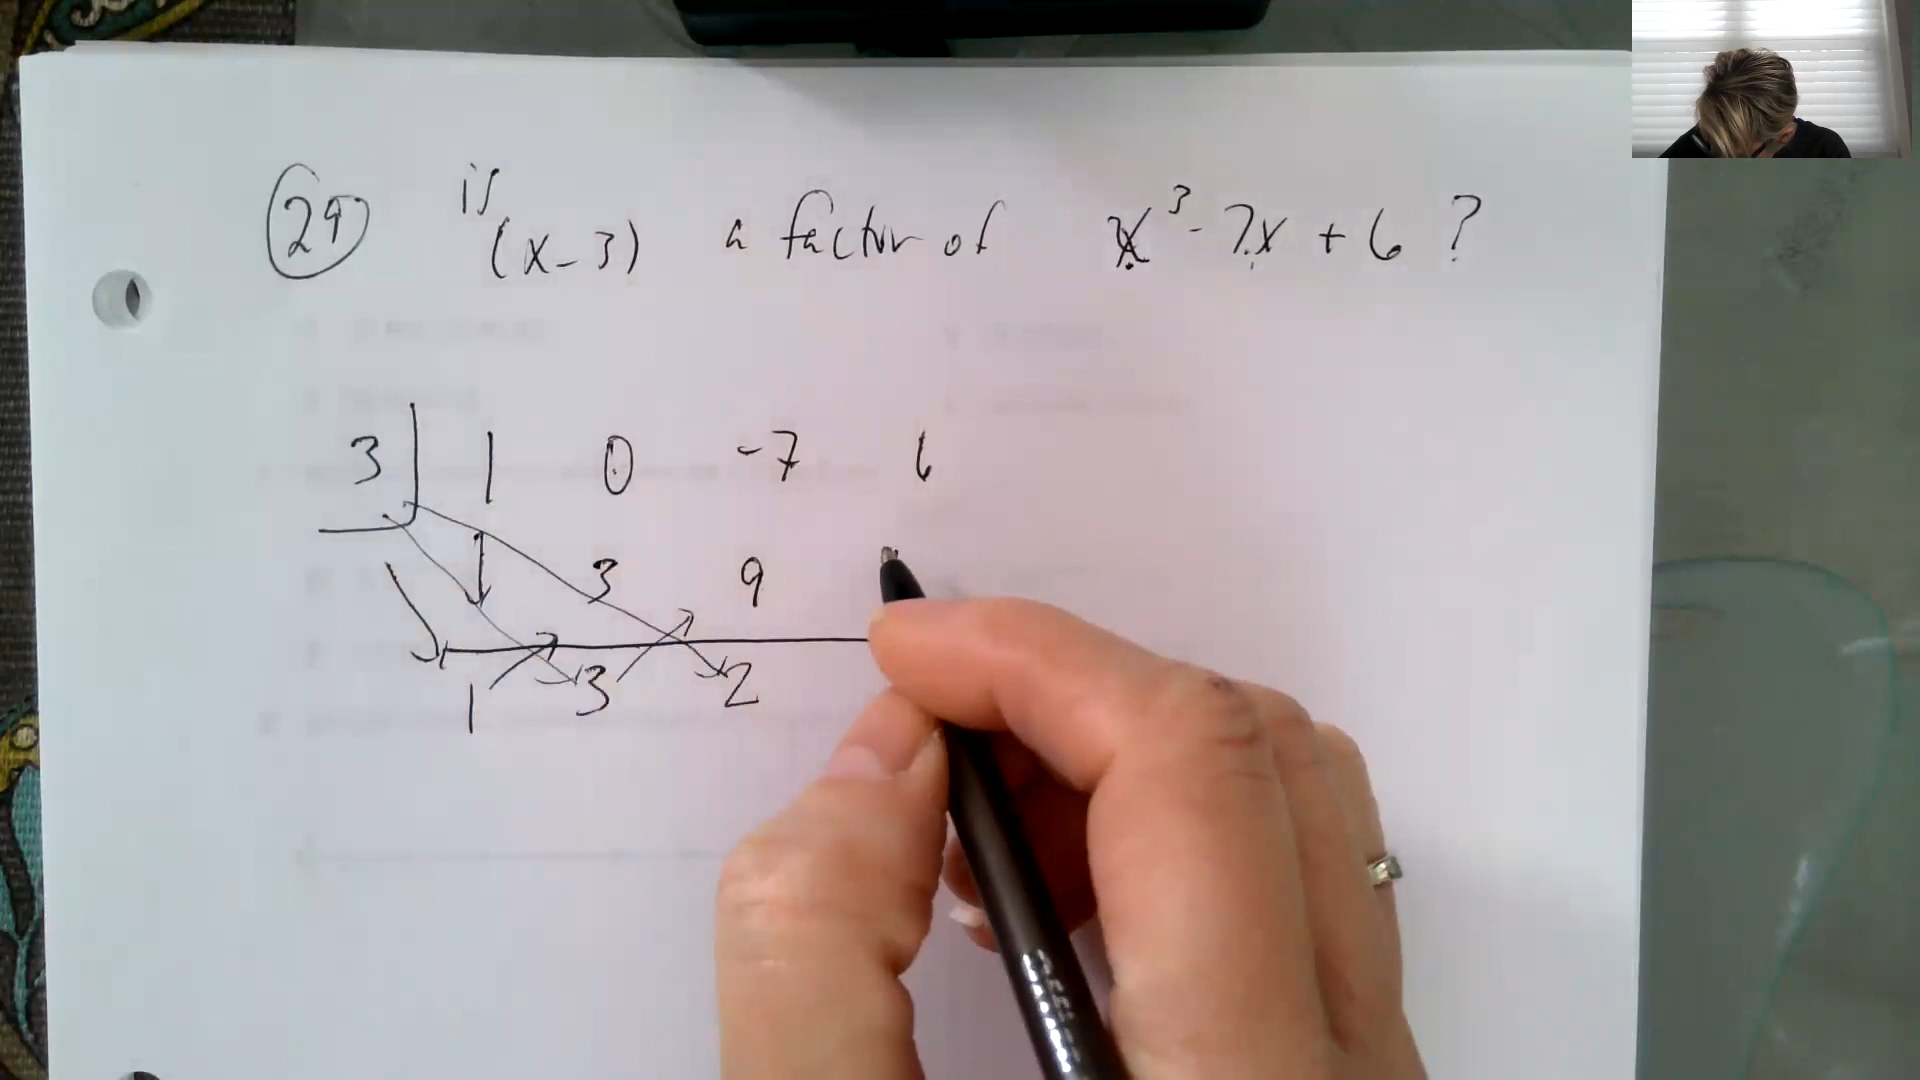 29 is (x-3) a factor of x³-7x+6?
3 1 0 -7 6
3 9
1 3 2